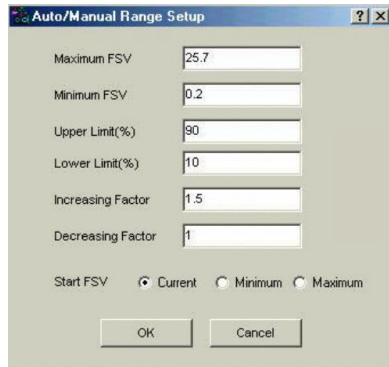 Auto/Manual Range Setup
Maximum FSV 25.7
Minimum FSV 0.2
Upper Limit(%) 90
Lower Limit(%) 10
Increasing Factor 1.5
Decreasing Factor 1
Start FSV Current Minimum Maximum
OK Cancel